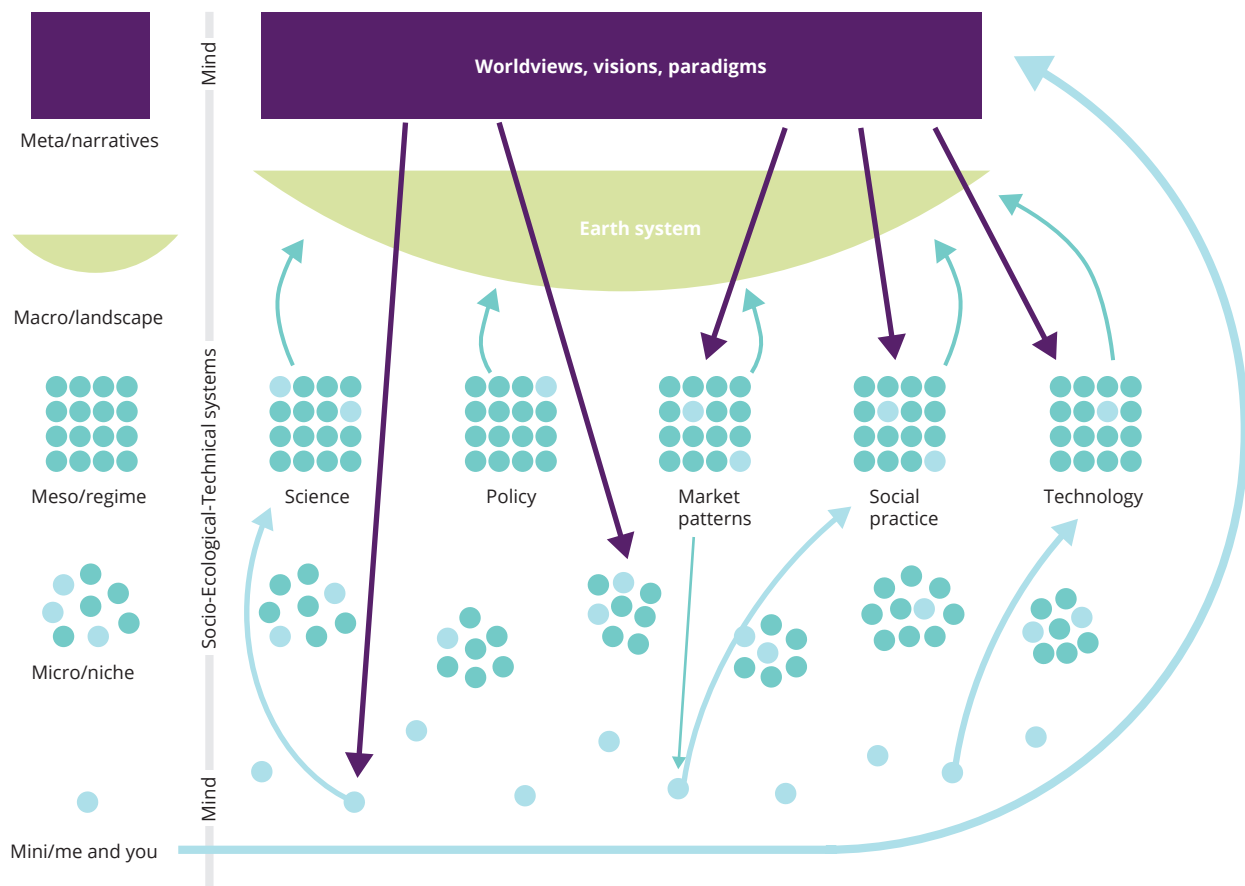 Mind
Worldviews, visions, paradigms
Meta/narratives
Earth system
Macro/landscape
Socio-Ecological-Technical systems
Meso/regime
Science
Policy
Market
patterns
Social
practice
Technology
Micro/niche
Mind
Mini/me and you